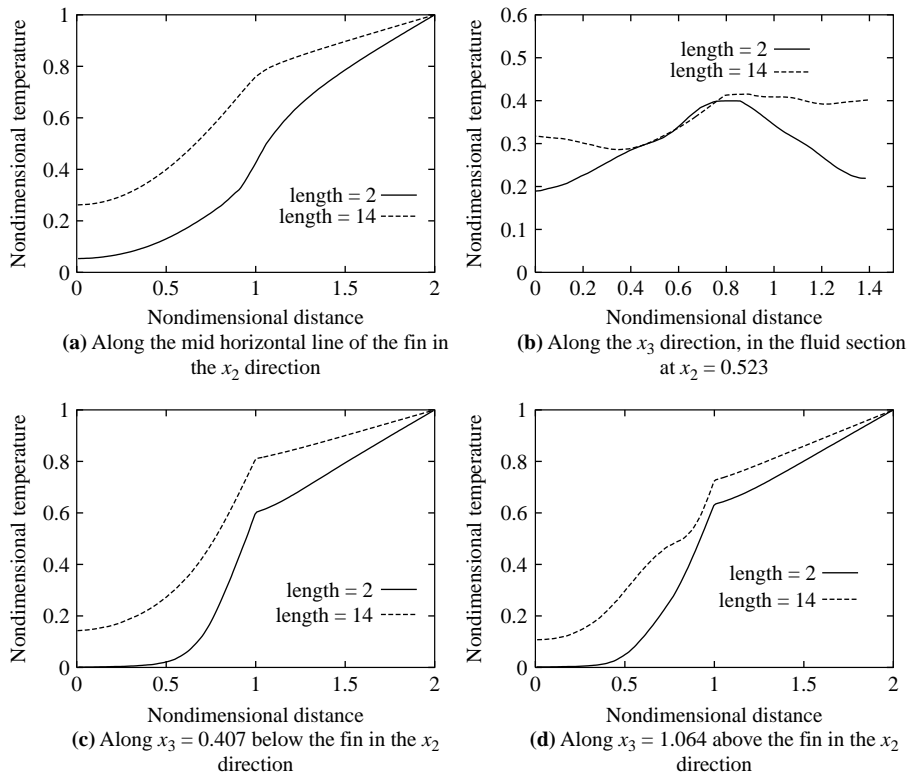 1
0.8
0.6
0.4
0.2
0
0 0.5 1 1.5 2
Nondimensional temperature
length = 2
length = 14
Nondimensional distance
(a) Along the mid horizontal line of the fin in
the x2 direction
0.6
0.5
0.4
0.3
0.2
0.1
0
0 0.2 0.4 0.6 0.8 1 1.2 1.4
Nondimensional temperature
length = 2
length = 14
Nondimensional distance
(b) Along the x3 direction, in the fluid section
at x2 = 0.523
1
0.8
0.6
0.4
0.2
0
0 0.5 1 1.5 2
Nondimensional temperature
length = 2
length = 14
Nondimensional distance
(c) Along x3 = 0.407 below the fin in the x2
direction
1
0.8
0.6
0.4
0.2
0
0 0.5 1 1.5 2
Nondimensional temperature
length = 2
length = 14
Nondimensional distance
(d) Along x3 = 1.064 above the fin in the x2
direction